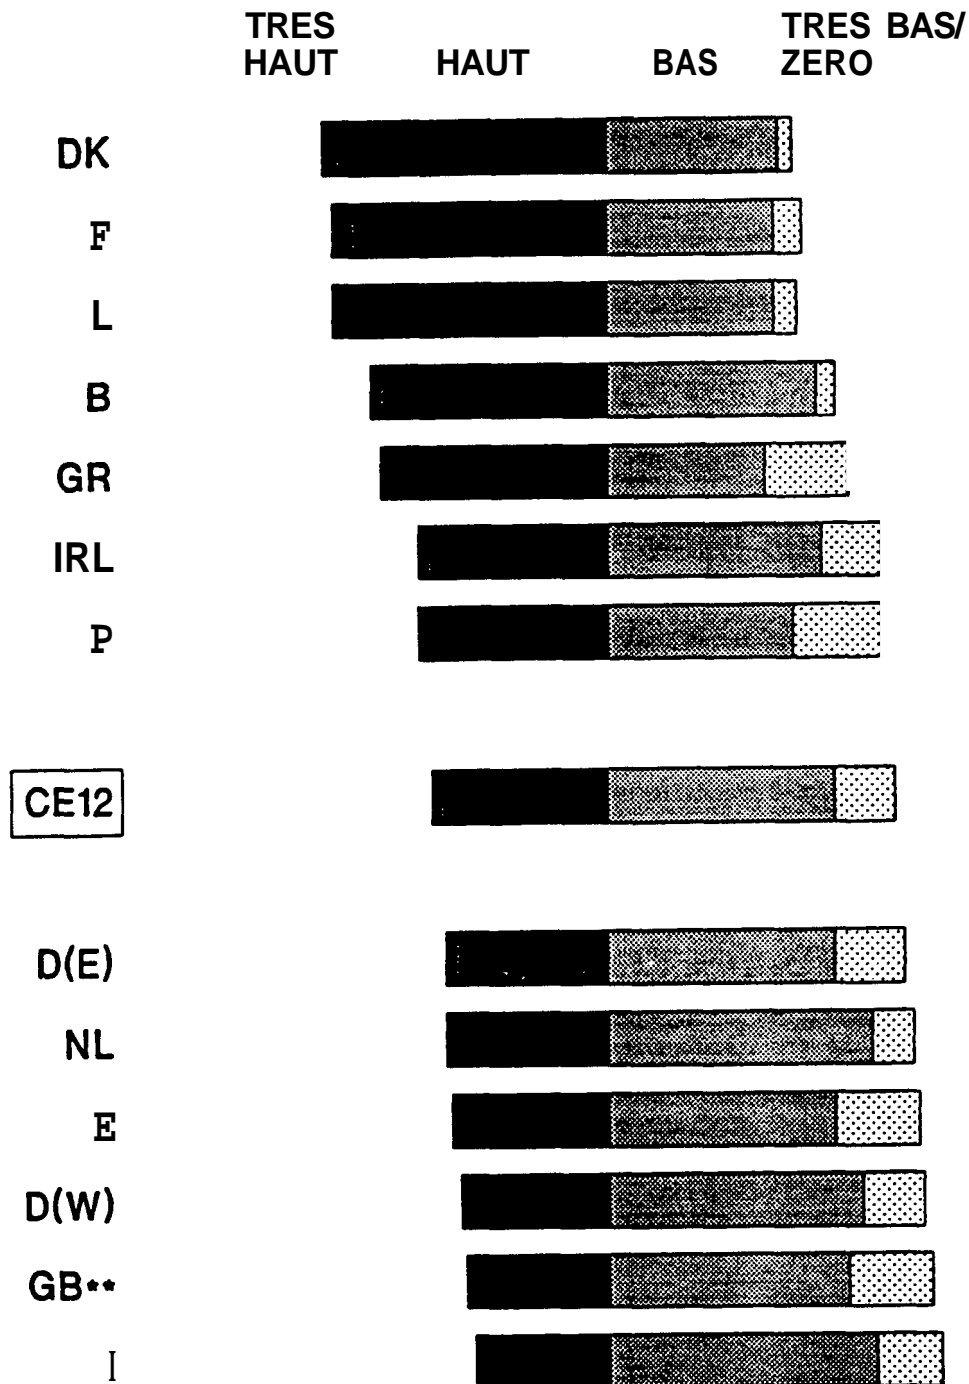 TRES TRES BAS/
HAUT HAUT BAS ZERO
DK
F
L
B
GR
IRL
P
CE12
D(E)
NL
E
D(W)
GB**
I